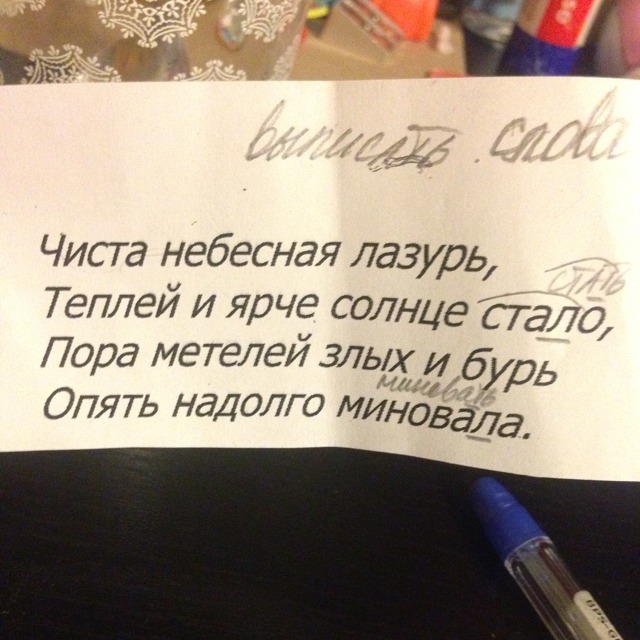 выписать слова
Чиста небесная лазурь,
стать
Теплей и ярче солнце стало,
Пора метелей злых и бурь
миновать
Опять надолго миновала.